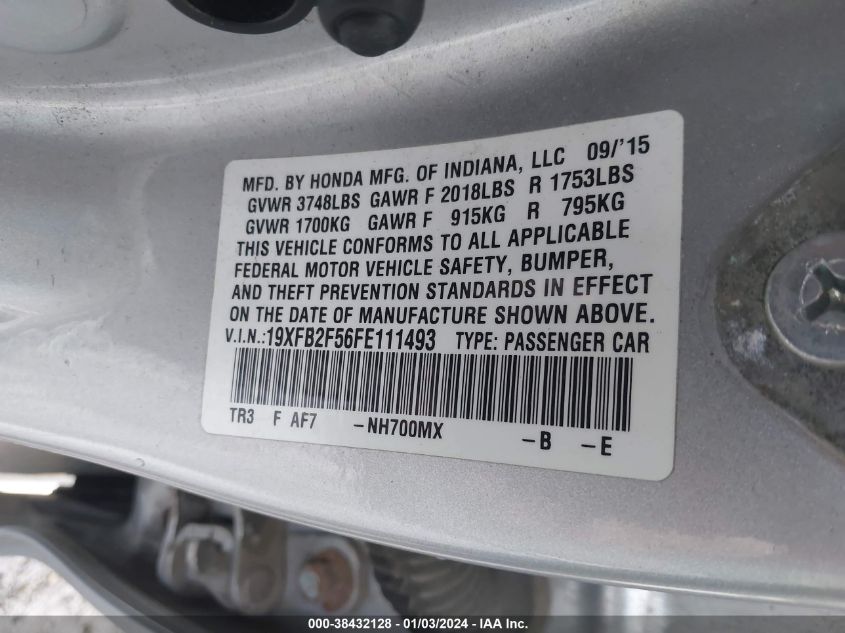 MFD. BY HONDA MFG. OF INDIANA, LLC 09/'15
GVWR 3748LBS GAWR F 2018LBS R 1753LBS
GVWR 1700KG GAWR F 915KG R 795KG
THIS VEHICLE CONFORMS TO ALL APPLICABLE
FEDERAL MOTOR VEHICLE SAFETY, BUMPER,
AND THEFT PREVENTION STANDARDS IN EFFECT
ON THE DATE OF MANUFACTURE SHOWN ABOVE.
V.I.N.:19XFB2F56FE111493 TYPE: PASSENGER CAR
TR3 F AF7 -NH700MX -B -E
000-38432128 - 01/03/2024 - IAA Inc.